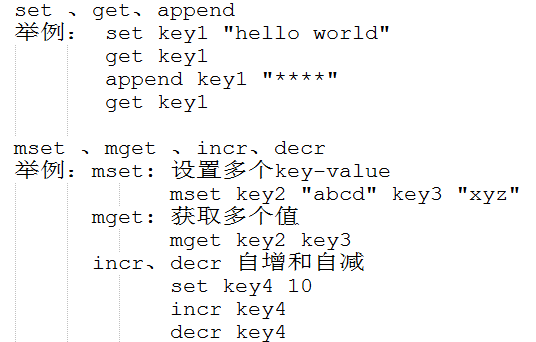 set 、get、append
举例： set key1 "hello world"
get key1
append key1 "****"
get key1
mset 、mget 、incr、decr
举例：mset: 设置多个key-value
mset key2 "abcd" key3 "xyz"
mget: 获取多个值
mget key2 key3
incr、decr 自增和自减
set key4 10
incr key4
decr key4